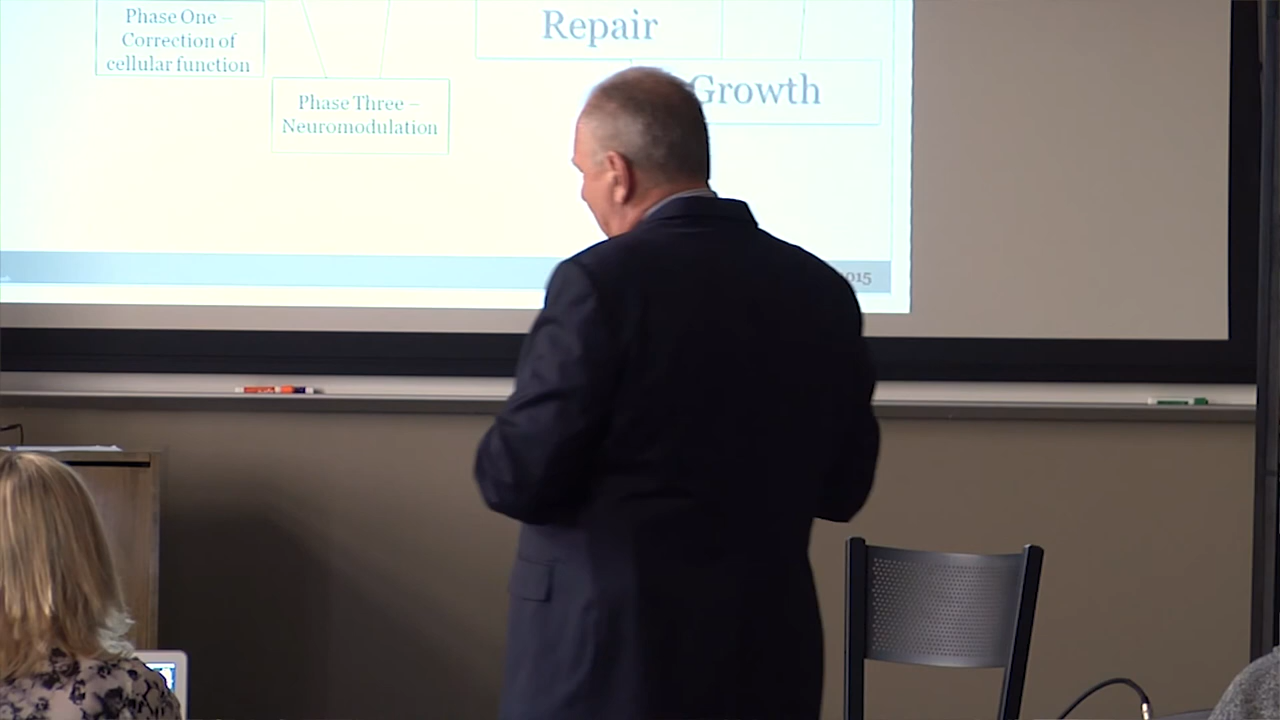 Phase One –
Correction of
cellular function
Phase Three –
Neuromodulation
Repair
Growth
2015